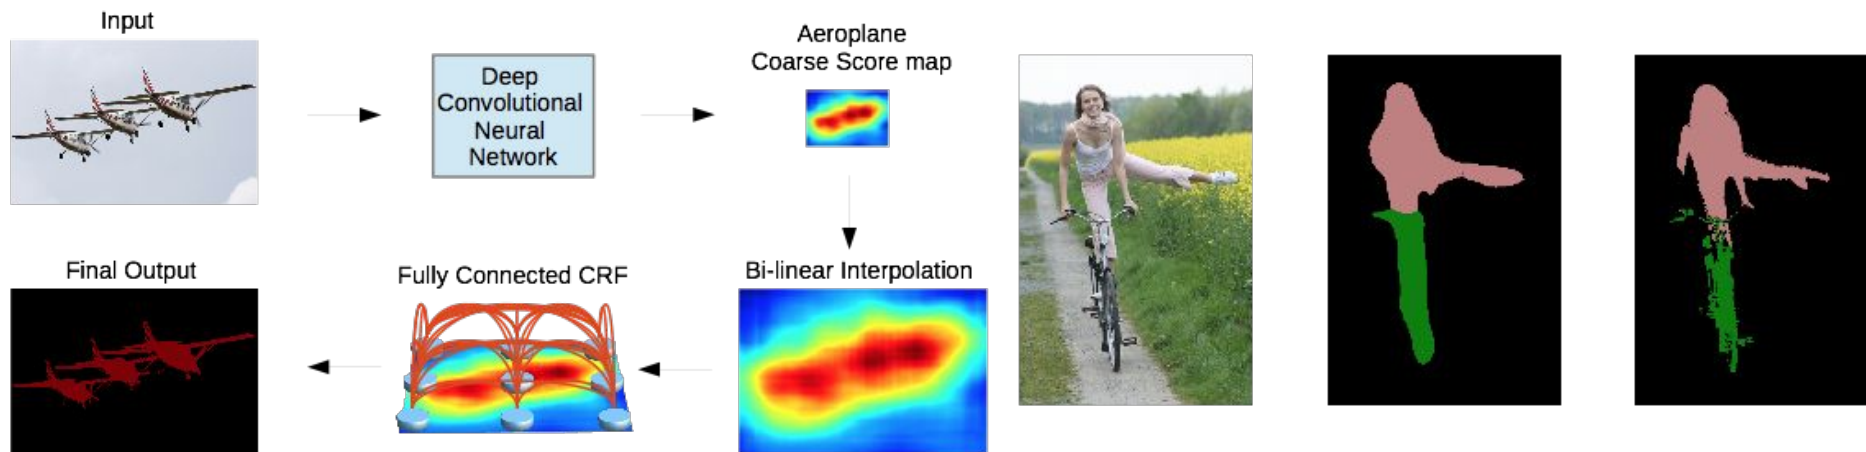 Input
Deep
Convolutional
Neural
Network
Aeroplane
Coarse Score map
Final Output
Fully Connected CRF
Bi-linear Interpolation